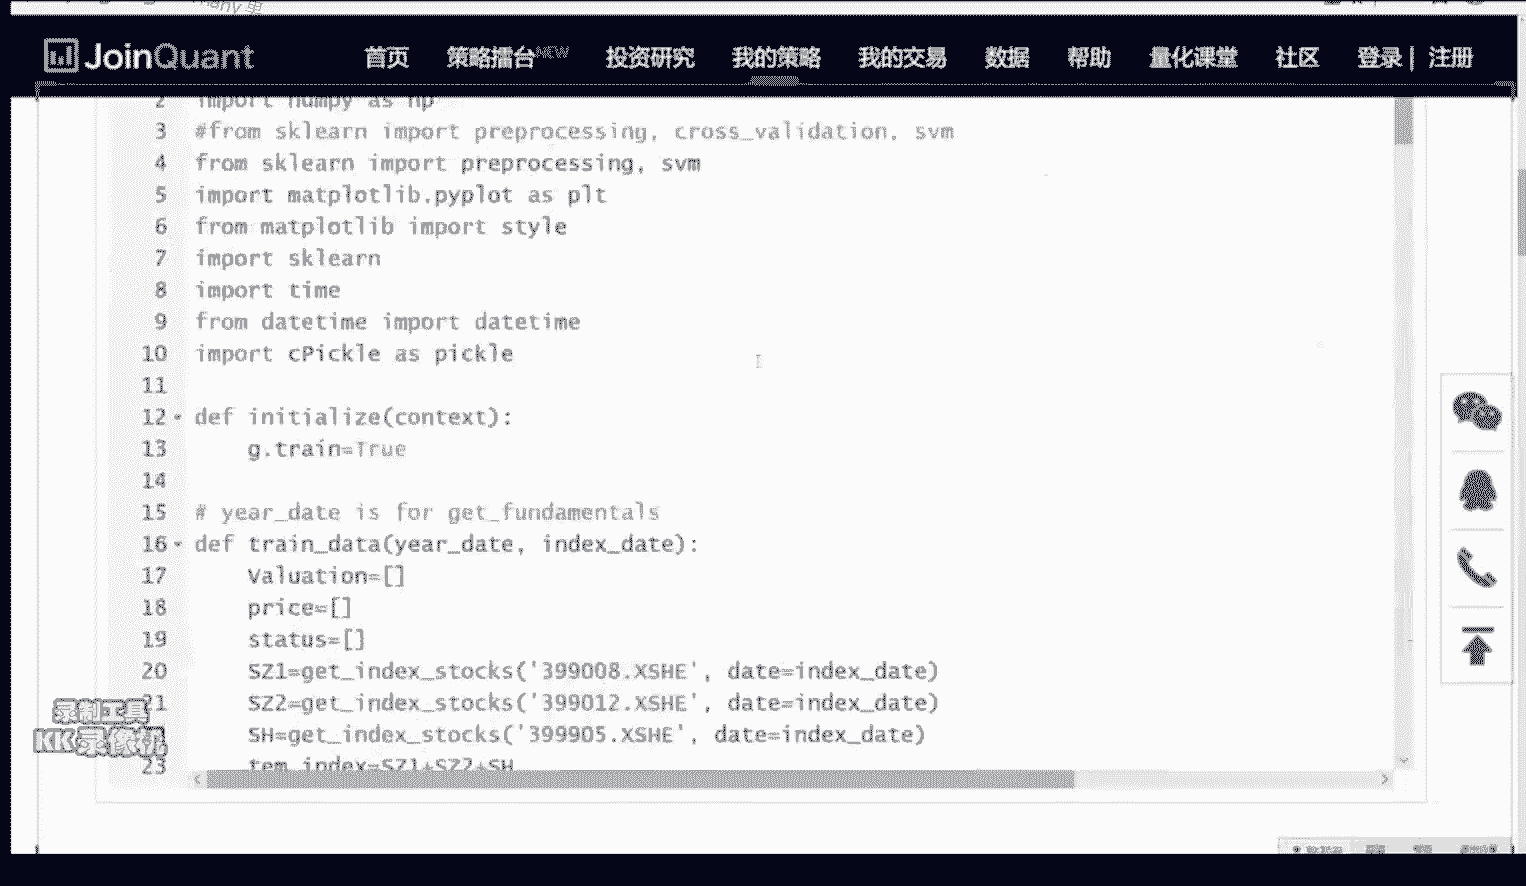 many 里
JoinQuant 首页 策略擂台NEW 投资研究 我的策略 我的交易 数据 帮助 量化课堂 社区 登录 | 注册
2 import numpy as np
3 #from sklearn import preprocessing, cross_validation, svm
4 from sklearn import preprocessing, svm
5 import matplotlib.pyplot as plt
6 from matplotlib import style
7 import sklearn
8 import time
9 from datetime import datetime
10 import cPickle as pickle
11
12 def initialize(context):
13 g.train=True
14
15 # year_date is for get_fundamentals
16 def train_data(year_date, index_date):
17 Valuation=[]
18 price=[]
19 status=[]
20 SZ1=get_index_stocks('399008.XSHE', date=index_date)
21 SZ2=get_index_stocks('399012.XSHE', date=index_date)
SH=get_index_stocks('399905.XSHE', date=index_date)
23 tem_index=SZ1+SZ2+SH
录制工具
KK录像机